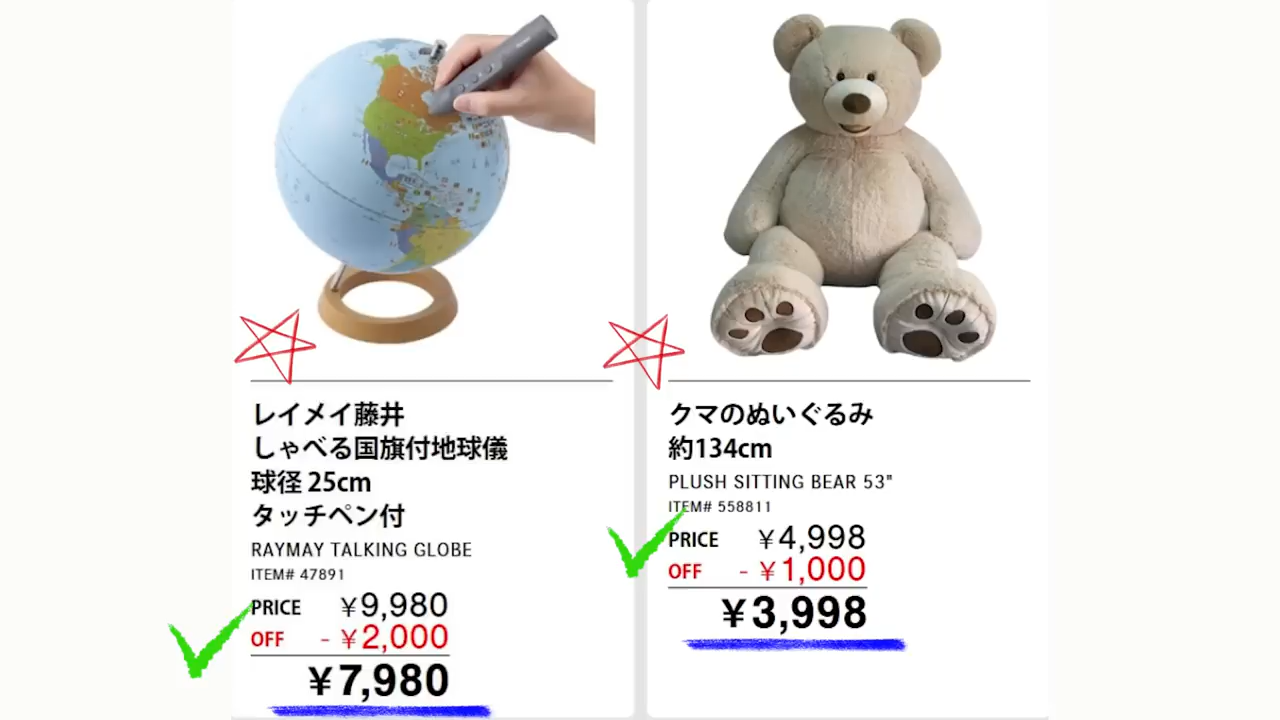 レイメイ藤井
しゃべる国旗付地球儀
球径 25cm
タッチペン付
RAYMAY TALKING GLOBE
ITEM# 47891
PRICE ¥9,980
OFF - ¥2,000
¥7,980
クマのぬいぐるみ
約134cm
PLUSH SITTING BEAR 53"
ITEM# 558811
PRICE ¥4,998
OFF - ¥1,000
¥3,998